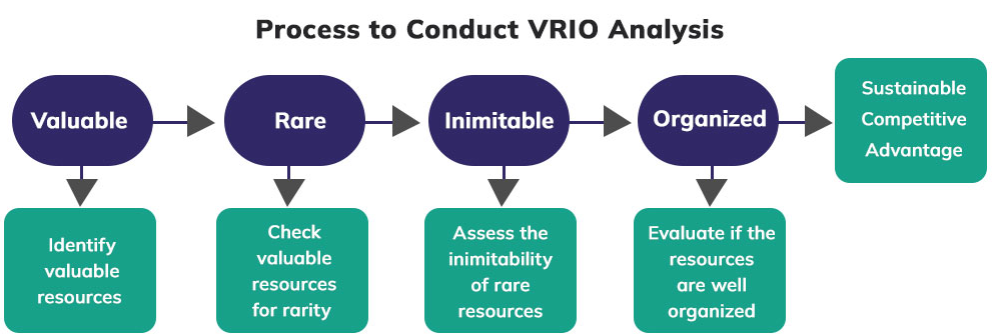 Process to Conduct VRIO Analysis
Valuable
Rare
Inimitable
Organized
Sustainable
Competitive
Advantage
Identify
valuable
resources
Check
valuable
resources
for rarity
Assess the
inimitability
of rare
resources
Evaluate if the
resources
are well
organized